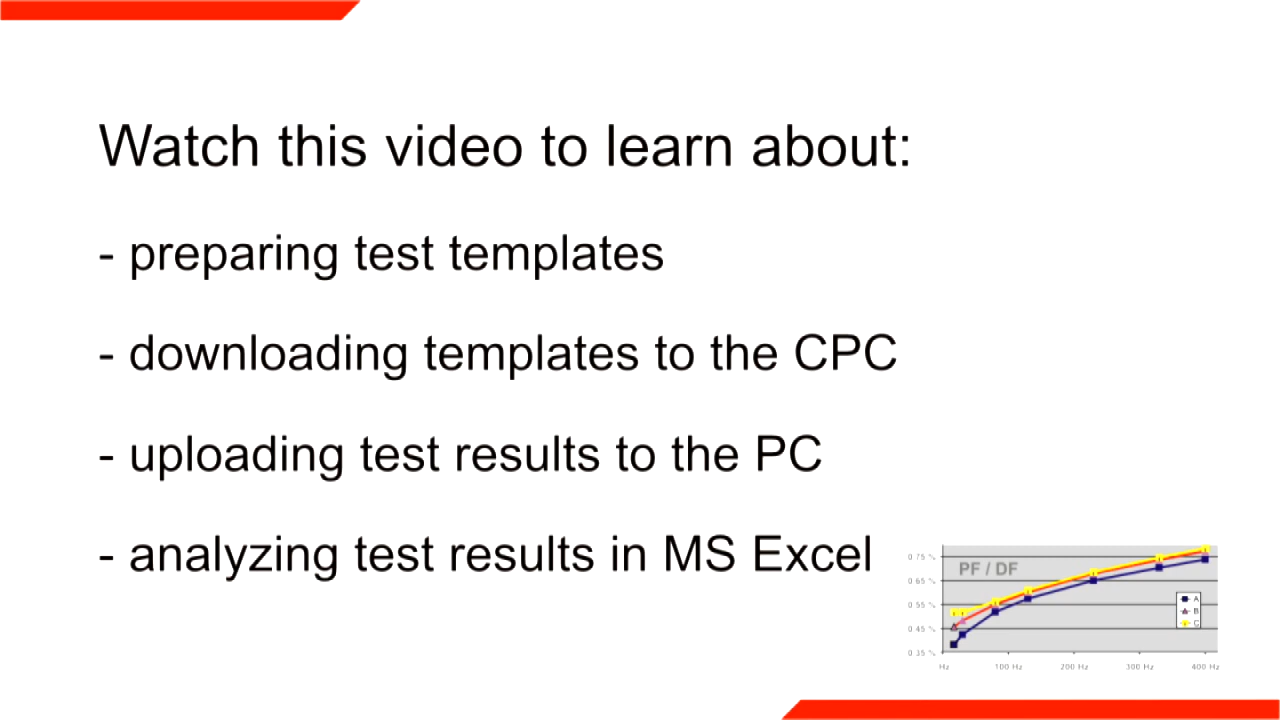 Watch this video to learn about:
- preparing test templates
- downloading templates to the CPC
- uploading test results to the PC
- analyzing test results in MS Excel
0 75 %
PF / DF
0 65 %
0 55 %
A
B
0 45 %
C
0 35 %
Hz 100 Hz 200 Hz 300 Hz 400 Hz